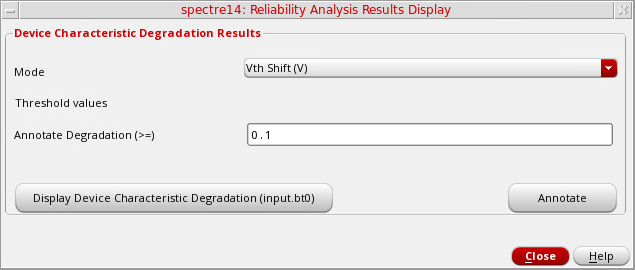 spectre14: Reliability Analysis Results Display
Device Characteristic Degradation Results
Mode
Vth Shift (V)
Threshold values
Annotate Degradation (>=)
0.1
Display Device Characteristic Degradation (input.bt0)
Annotate
Close
Help